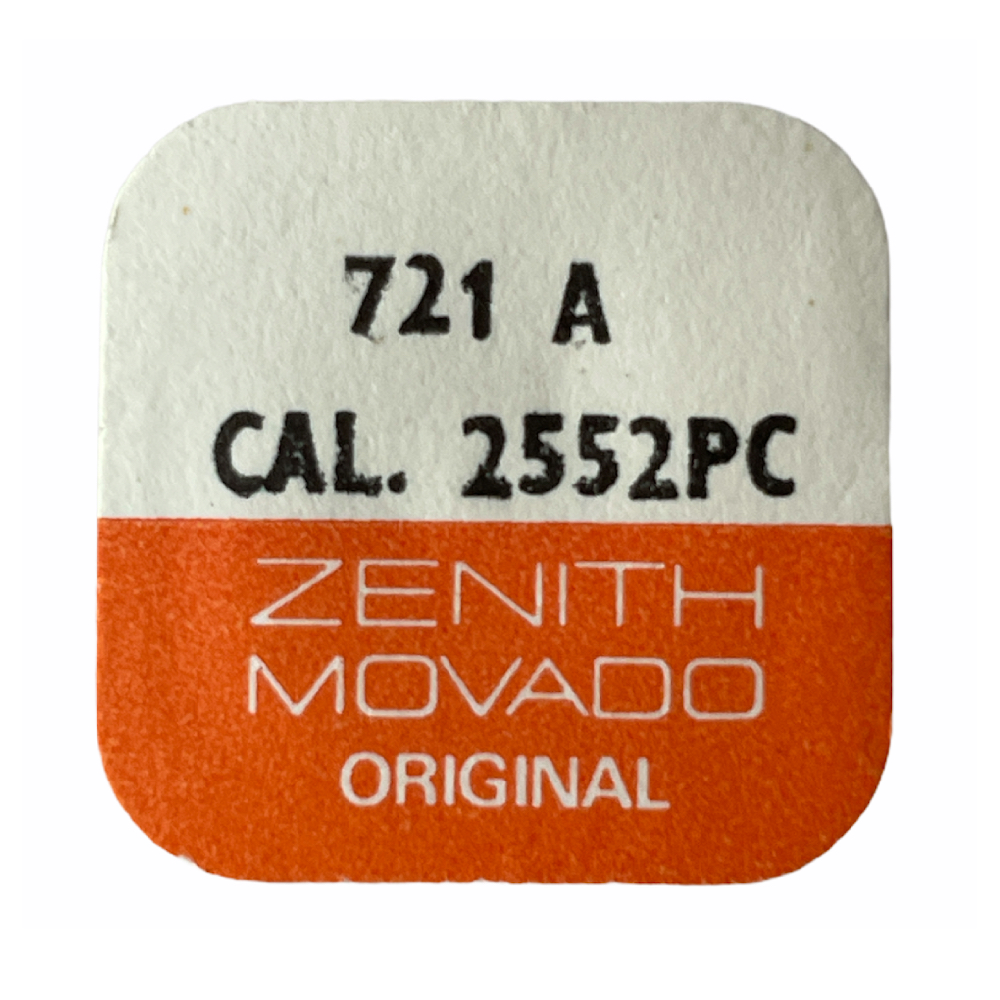 721 A
CAL. 2552PC
ZENITH
MOVADO
ORIGINAL